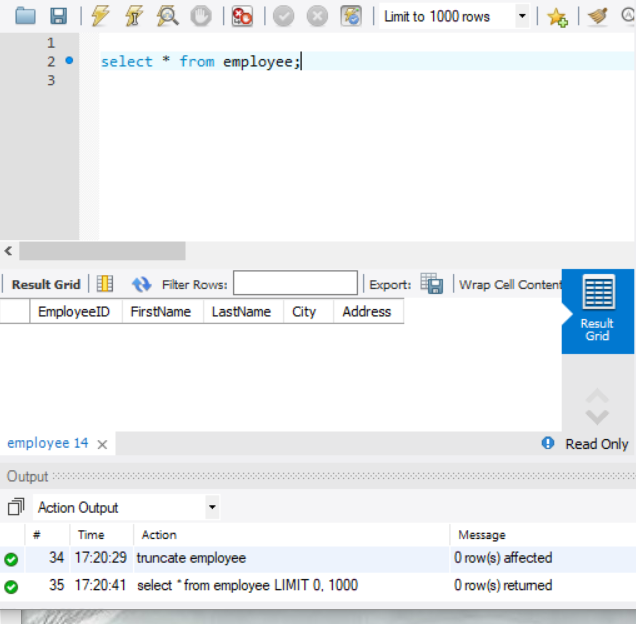 Limit to 1000 rows
1
2 select * from employee;
3
Result Grid Filter Rows: Export: Wrap Cell Content
EmployeeID FirstName LastName City Address
Result
Grid
employee 14 Read Only
Output
Action Output
# Time Action Message
34 17:20:29 truncate employee 0 row(s) affected
35 17:20:41 select * from employee LIMIT 0, 1000 0 row(s) returned